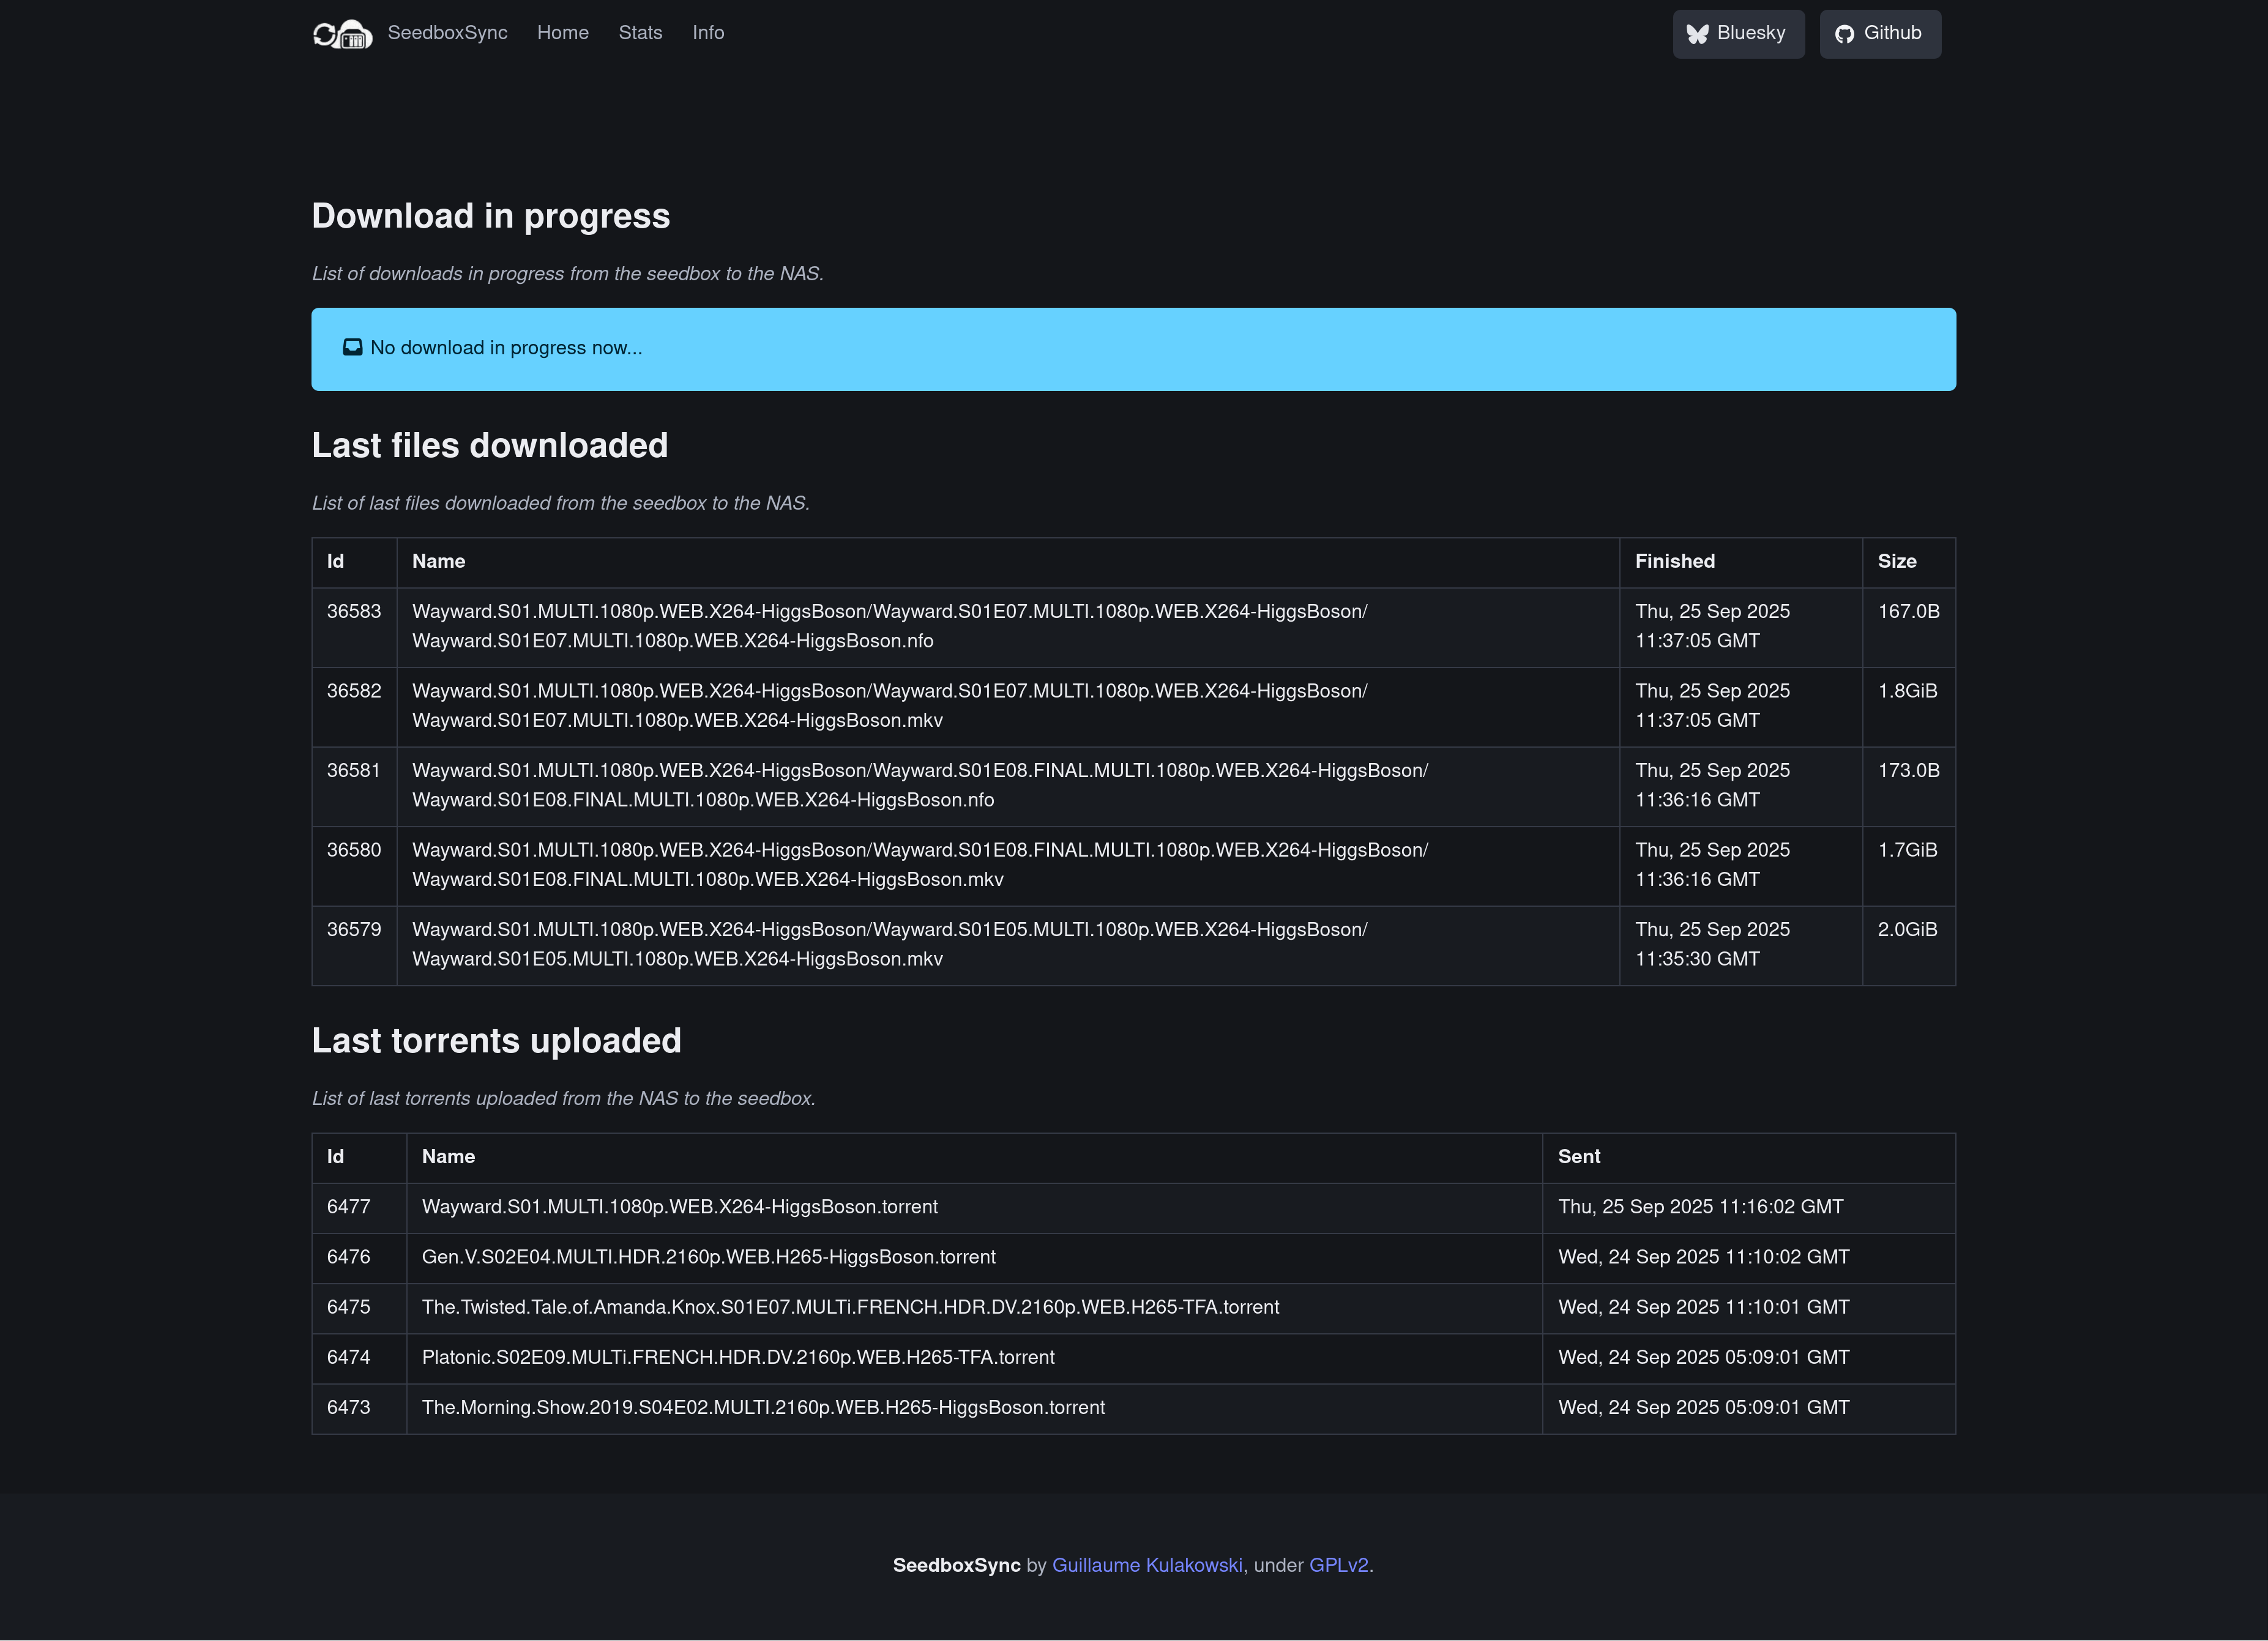 SeedboxSync Home Stats Info Bluesky Github
Download in progress
List of downloads in progress from the seedbox to the NAS.
No download in progress now...
Last files downloaded
List of last files downloaded from the seedbox to the NAS.
Id Name Finished Size
36583 Wayward.S01.MULTI.1080p.WEB.X264-HiggsBoson/Wayward.S01E07.MULTI.1080p.WEB.X264-HiggsBoson/ Thu, 25 Sep 2025 167.0B
Wayward.S01E07.MULTI.1080p.WEB.X264-HiggsBoson.nfo 11:37:05 GMT
36582 Wayward.S01.MULTI.1080p.WEB.X264-HiggsBoson/Wayward.S01E07.MULTI.1080p.WEB.X264-HiggsBoson/ Thu, 25 Sep 2025 1.8GiB
Wayward.S01E07.MULTI.1080p.WEB.X264-HiggsBoson.mkv 11:37:05 GMT
36581 Wayward.S01.MULTI.1080p.WEB.X264-HiggsBoson/Wayward.S01E08.FINAL.MULTI.1080p.WEB.X264-HiggsBoson/ Thu, 25 Sep 2025 173.0B
Wayward.S01E08.FINAL.MULTI.1080p.WEB.X264-HiggsBoson.nfo 11:36:16 GMT
36580 Wayward.S01.MULTI.1080p.WEB.X264-HiggsBoson/Wayward.S01E08.FINAL.MULTI.1080p.WEB.X264-HiggsBoson/ Thu, 25 Sep 2025 1.7GiB
Wayward.S01E08.FINAL.MULTI.1080p.WEB.X264-HiggsBoson.mkv 11:36:16 GMT
36579 Wayward.S01.MULTI.1080p.WEB.X264-HiggsBoson/Wayward.S01E05.MULTI.1080p.WEB.X264-HiggsBoson/ Thu, 25 Sep 2025 2.0GiB
Wayward.S01E05.MULTI.1080p.WEB.X264-HiggsBoson.mkv 11:35:30 GMT
Last torrents uploaded
List of last torrents uploaded from the NAS to the seedbox.
Id Name Sent
6477 Wayward.S01.MULTI.1080p.WEB.X264-HiggsBoson.torrent Thu, 25 Sep 2025 11:16:02 GMT
6476 Gen.V.S02E04.MULTI.HDR.2160p.WEB.H265-HiggsBoson.torrent Wed, 24 Sep 2025 11:10:02 GMT
6475 The.Twisted.Tale.of.Amanda.Knox.S01E07.MULTi.FRENCH.HDR.DV.2160p.WEB.H265-TFA.torrent Wed, 24 Sep 2025 11:10:01 GMT
6474 Platonic.S02E09.MULTi.FRENCH.HDR.DV.2160p.WEB.H265-TFA.torrent Wed, 24 Sep 2025 05:09:01 GMT
6473 The.Morning.Show.2019.S04E02.MULTI.2160p.WEB.H265-HiggsBoson.torrent Wed, 24 Sep 2025 05:09:01 GMT
SeedboxSync by Guillaume Kulakowski, under GPLv2.